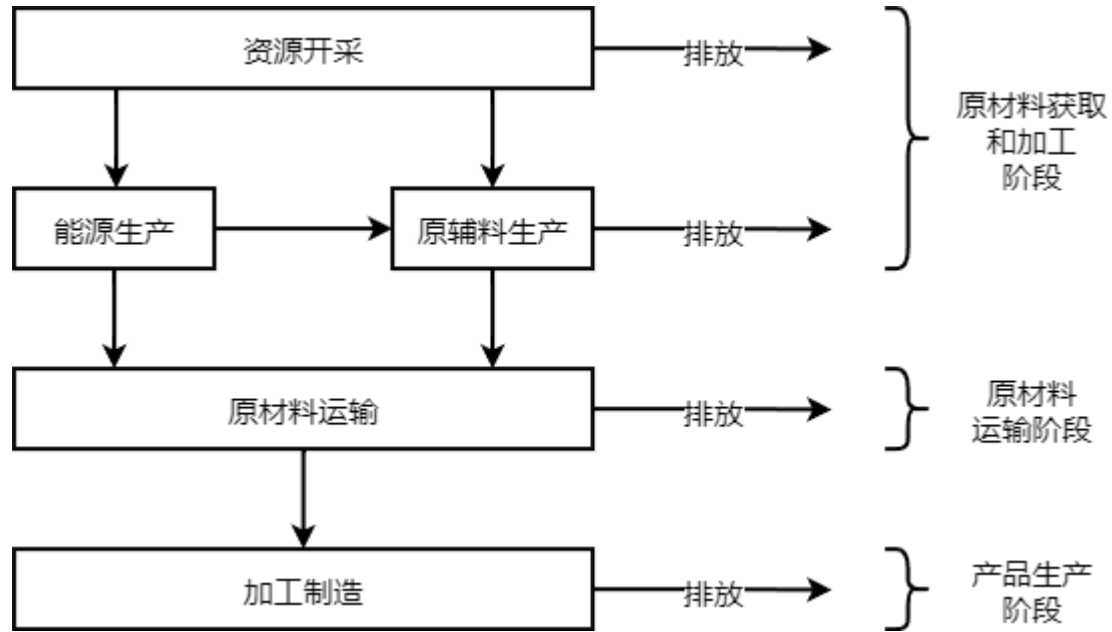 资源开采
排放
原材料获取
和加工
阶段
能源生产
原辅料生产
排放
原材料运输
排放
原材料
运输阶段
加工制造
排放
产品生产
阶段